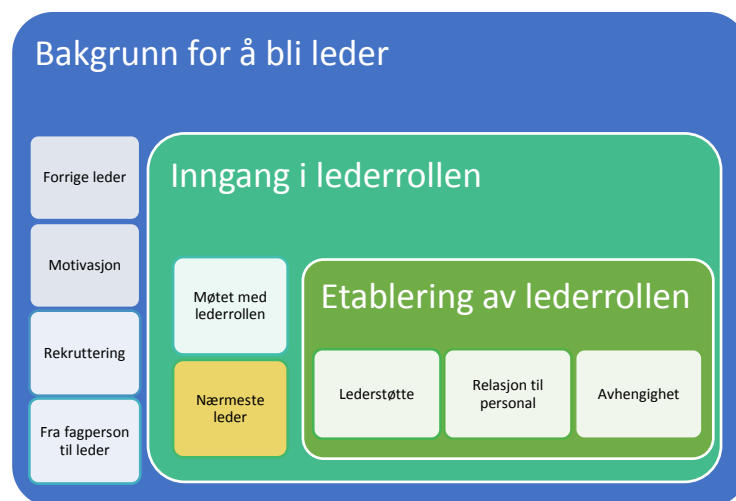 Bakgrunn for å bli leder
Forrige leder
Motivasjon
Rekruttering
Fra fagperson
til leder
Inngang i lederrollen
Møtet med
lederrollen
Nærmeste
leder
Etablering av lederrollen
Lederstøtte
Relasjon til
personal
Avhengighet